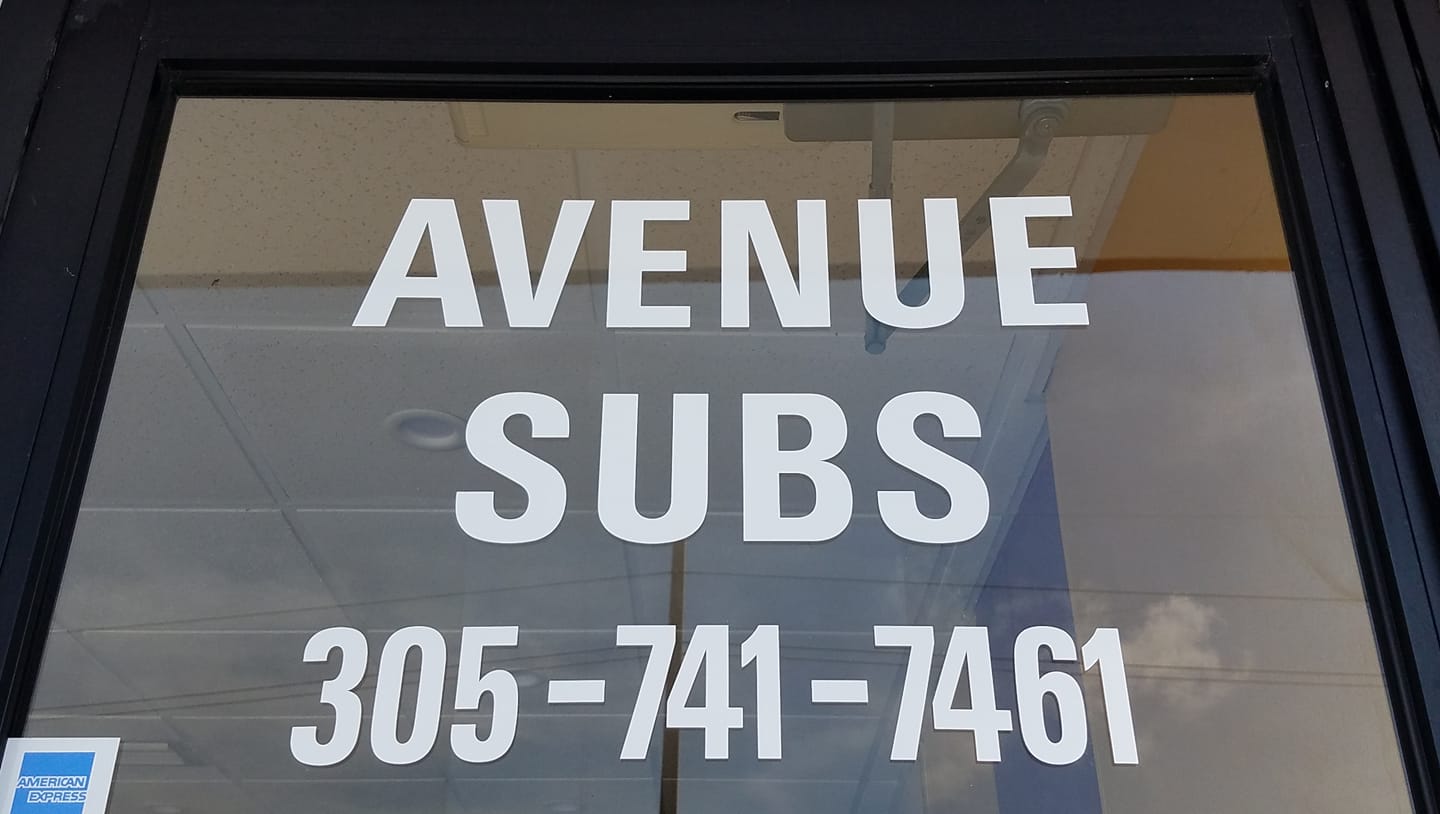 AVENUE
SUBS
305-741-7461
AMERICAN
EXPRESS